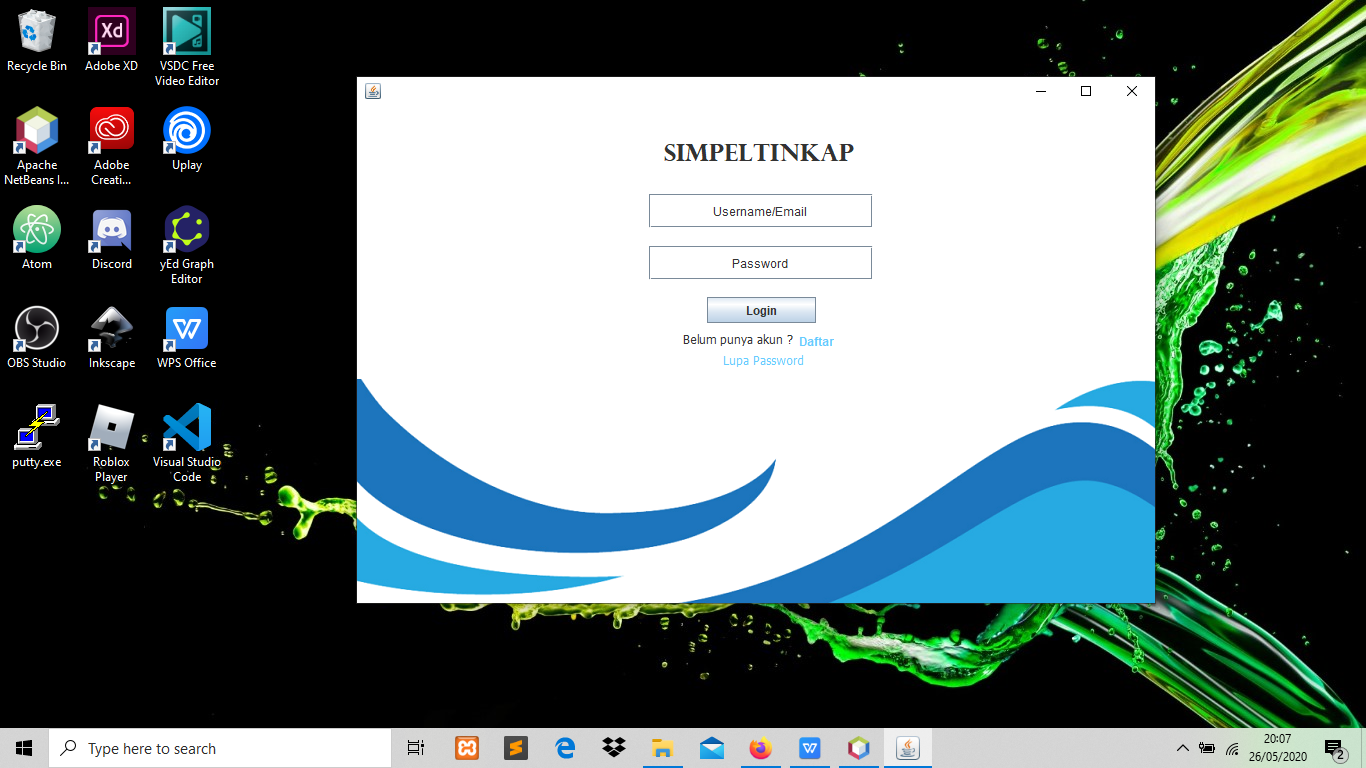 Recycle Bin
Adobe XD
VSDC Free
Video Editor
Apache
NetBeans I...
Adobe
Creati...
Uplay
Atom
Discord
yEd Graph
Editor
OBS Studio
Inkscape
WPS Office
putty.exe
Roblox
Player
Visual Studio
Code
Xd
SIMPELTINKAP
Username/Email
Password
Login
Belum punya akun ? Daftar
Lupa Password
Type here to search
20:07
26/05/2020
2